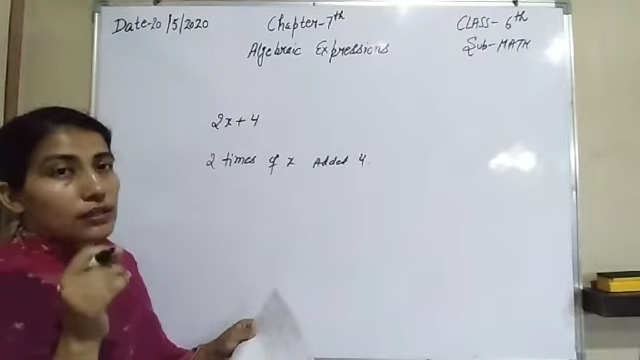 Date-20/5/2020
Chapter-7th
CLASS- 6th
Algebraic Expressions
Sub-MATH
2x+4
2 times of x Added 4.